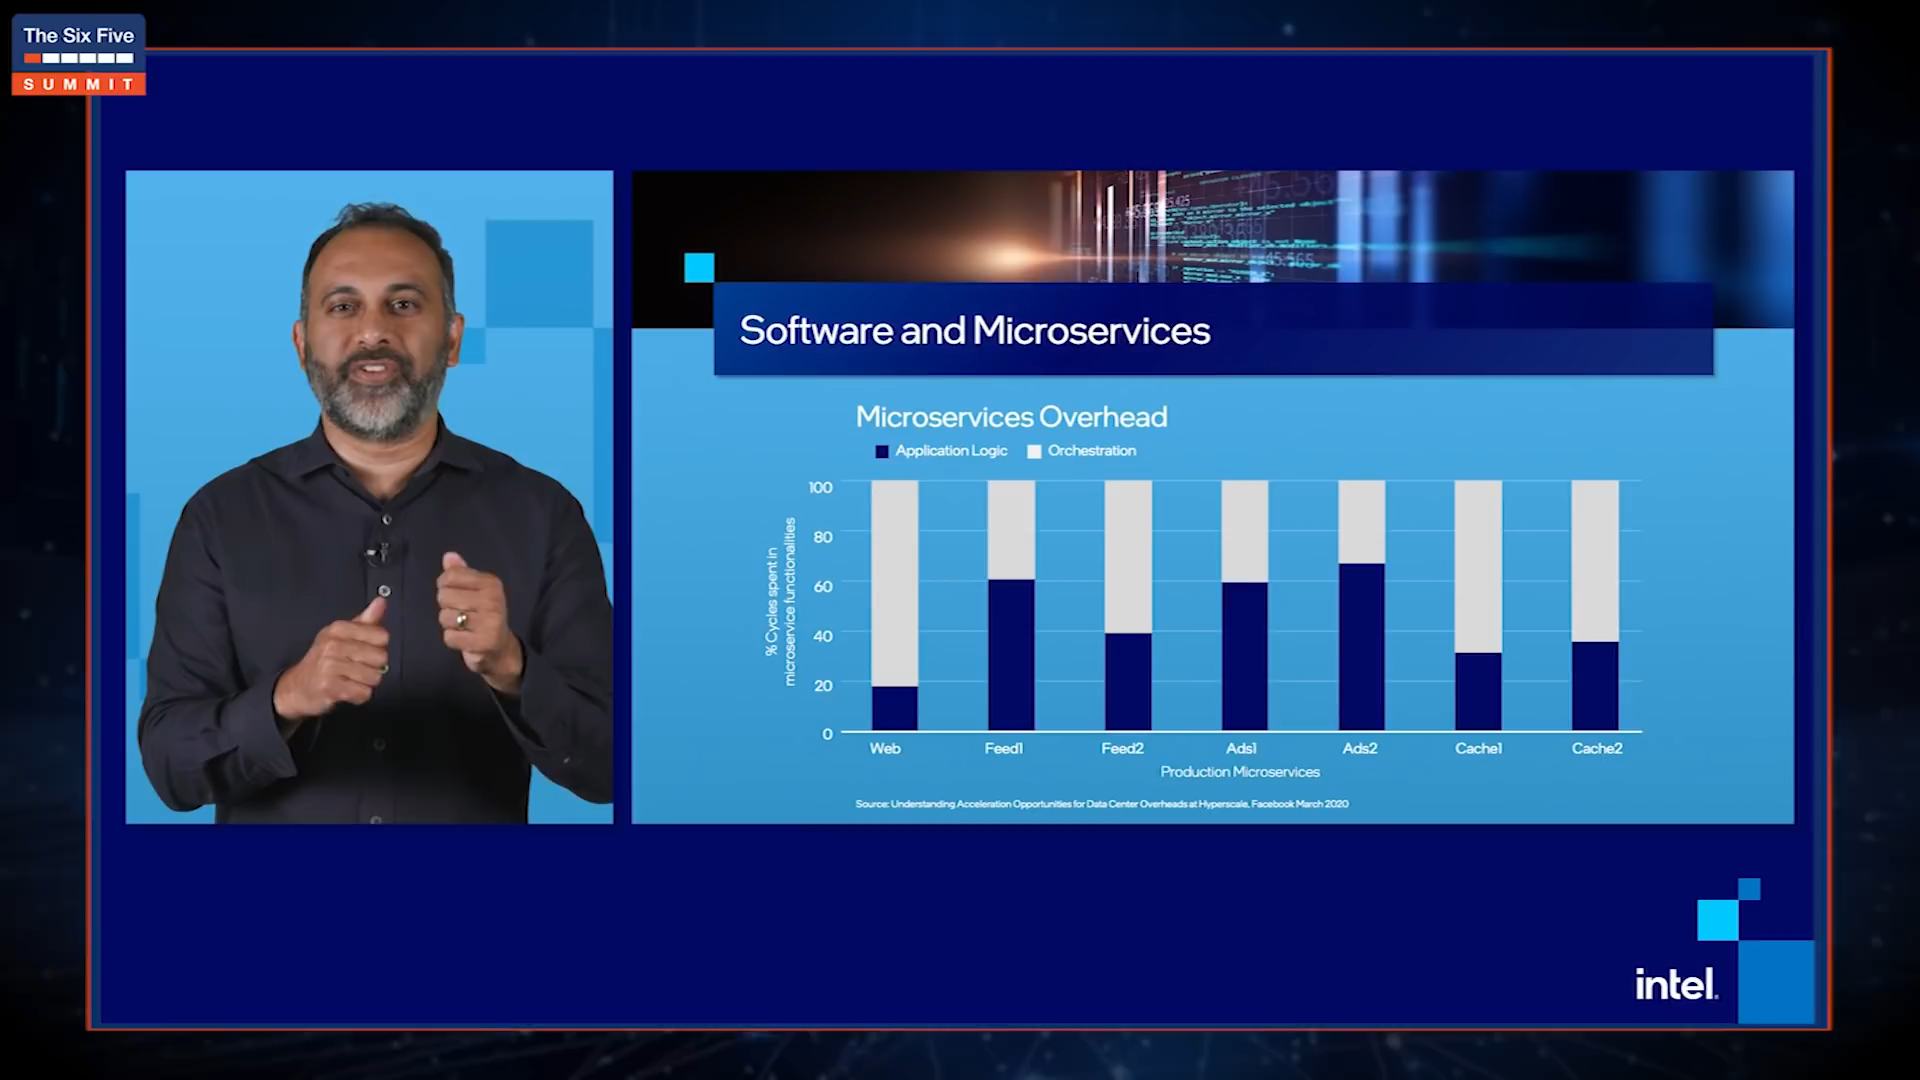 The Six Five
SUMMIT
Software and Microservices
Microservices Overhead
Application Logic Orchestration
% Cycles spent in
microservice functionalities
100
80
60
40
20
0
Web Feed1 Feed2 Ads1 Ads2 Cache1 Cache2
Production Microservices
Source: Understanding Acceleration Opportunities for Data Center Overheads at Hyperscale, Facebook March 2020
intel.